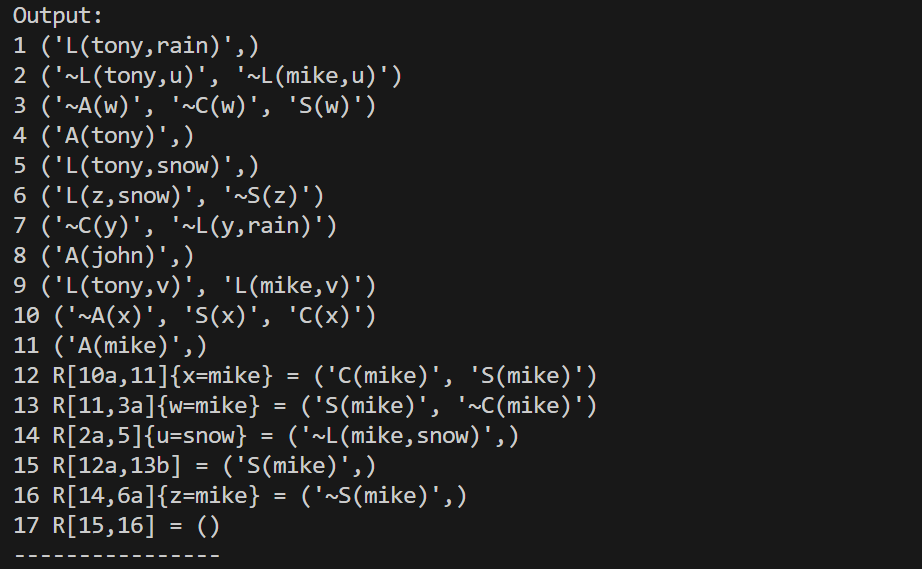 Output:
1 ('L(tony,rain)',)
2 ('~L(tony,u)', '~L(mike,u)')
3 ('~A(w)', '~C(w)', 'S(w)')
4 ('A(tony)',)
5 ('L(tony,snow)',)
6 ('L(z,snow)', '~S(z)')
7 ('~C(y)', '~L(y,rain)')
8 ('A(john)',)
9 ('L(tony,v)', 'L(mike,v)')
10 ('~A(x)', 'S(x)', 'C(x)')
11 ('A(mike)',)
12 R[10a,11]{x=mike} = ('C(mike)', 'S(mike)')
13 R[11,3a]{w=mike} = ('S(mike)', '~C(mike)')
14 R[2a,5]{u=snow} = ('~L(mike,snow)',)
15 R[12a,13b] = ('S(mike)',)
16 R[14,6a]{z=mike} = ('~S(mike)',)
17 R[15,16] = ()
----------------